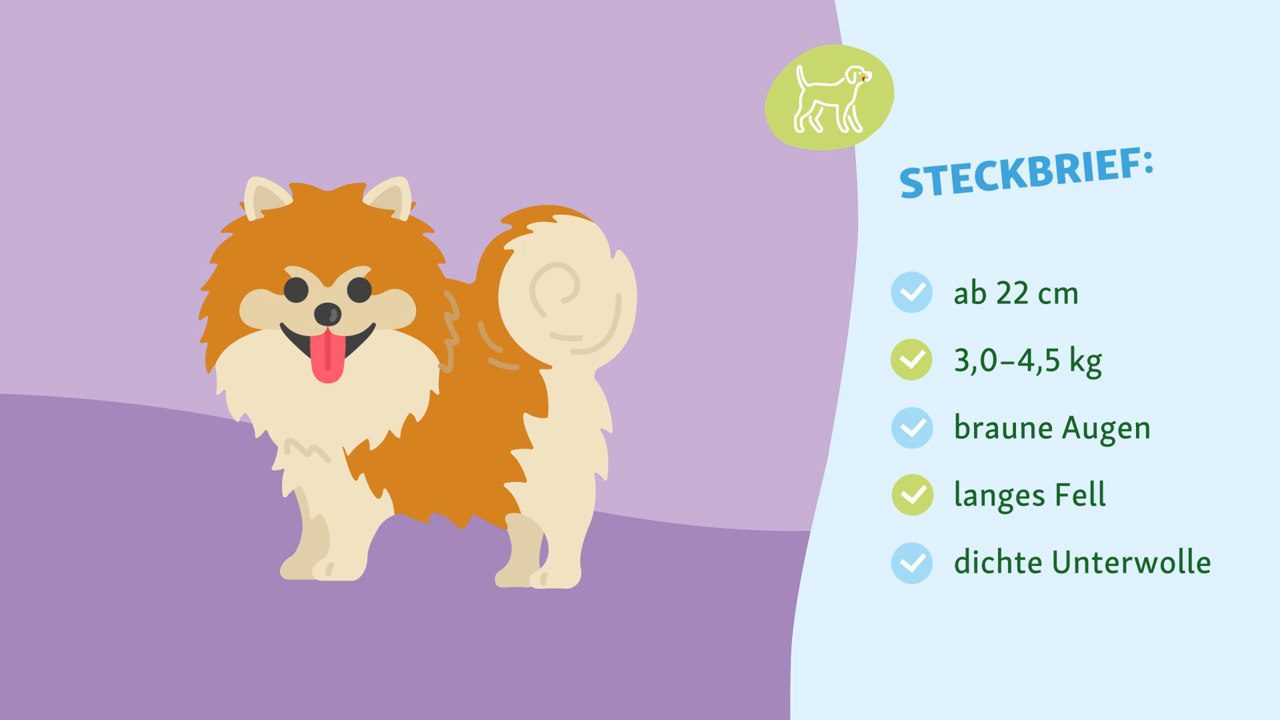 STECKBRIEF:
ab 22 cm
3,0–4,5 kg
braune Augen
langes Fell
dichte Unterwolle